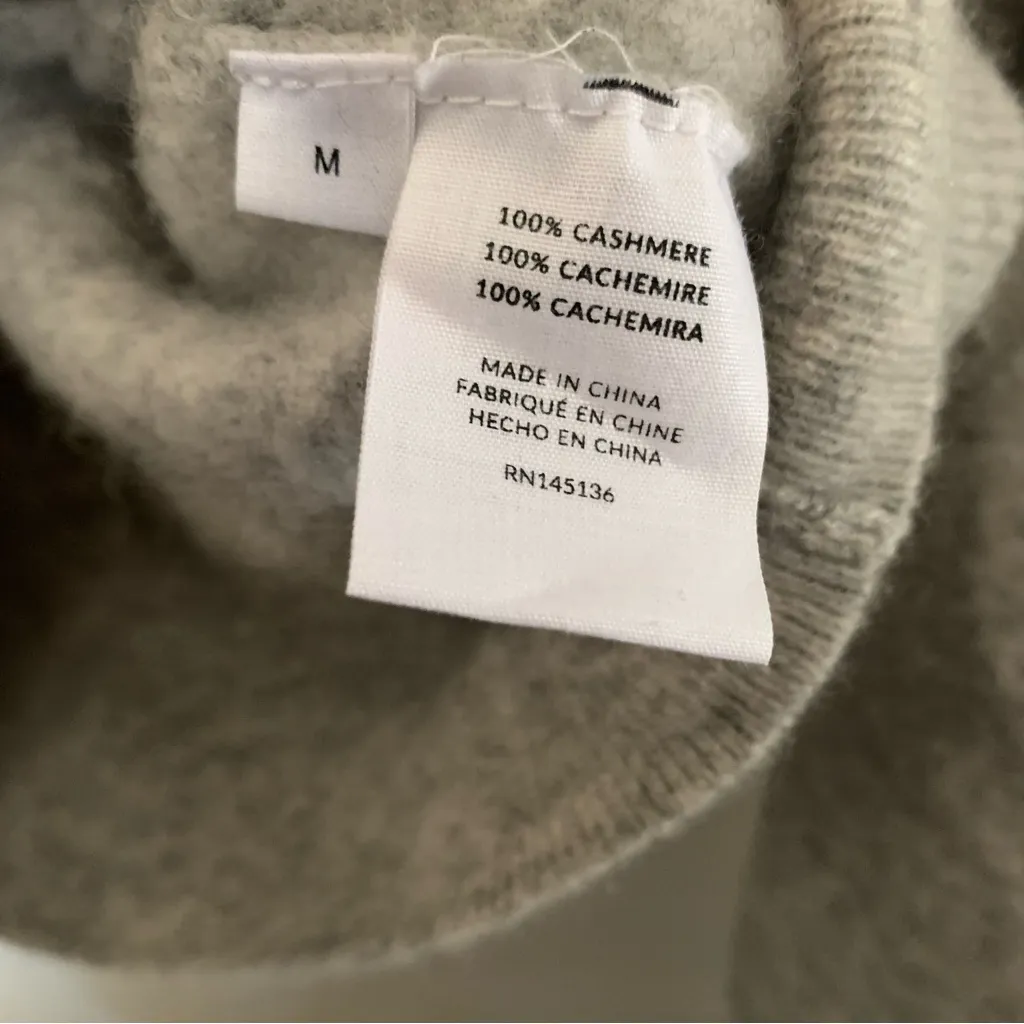 M
100% CASHMERE
100% CACHEMIRE
100% CACHEMIRA
MADE IN CHINA
FABRIQUÉ EN CHINE
HECHO EN CHINA
RN145136